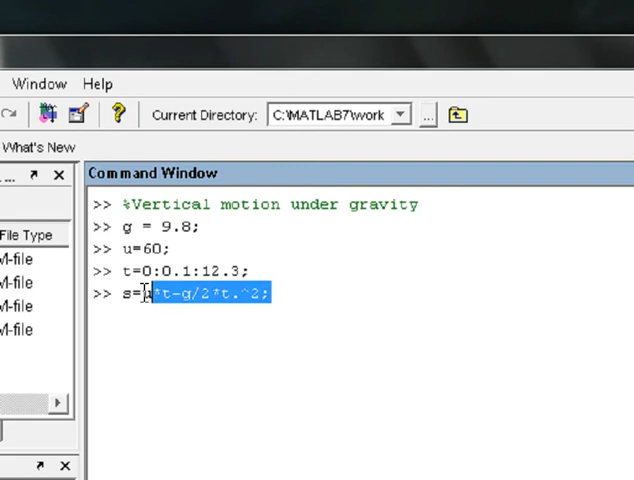 Window Help
Current Directory: C:\MATLAB7\work ...
What's New
... Command Window
>> %Vertical motion under gravity
File Type
>> g = 9.8;
M-file
>> u=60;
M-file
>> t=0:0.1:12.3;
M-file
>> s=u*t-g/2*t.^2;
M-file